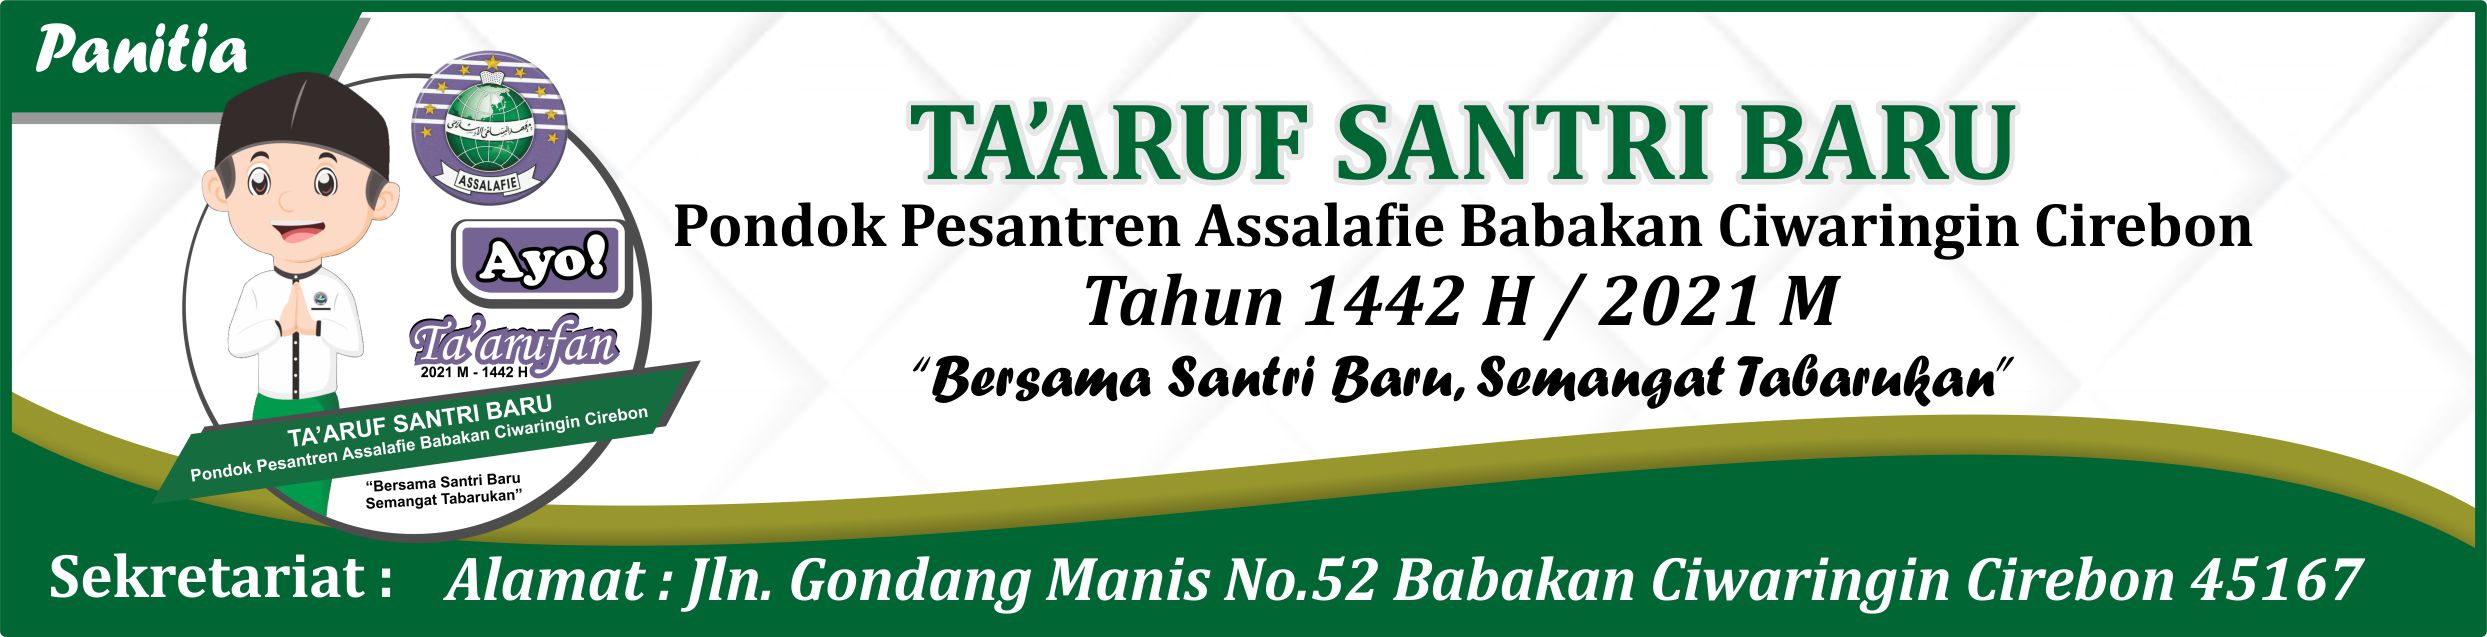 Panitia
ASSALAFIE
Ayo!
Ta'arufan
2021 M - 1442 H
TA'ARUF SANTRI BARU
Pondok Pesantren Assalafie Babakan Ciwaringin Cirebon
“Bersama Santri Baru
Semangat Tabarukan”
TA’ARUF SANTRI BARU
Pondok Pesantren Assalafie Babakan Ciwaringin Cirebon
Tahun 1442 H / 2021 M
“Bersama Santri Baru, Semangat Tabarukan”
Sekretariat : Alamat : Jln. Gondang Manis No.52 Babakan Ciwaringin Cirebon 45167